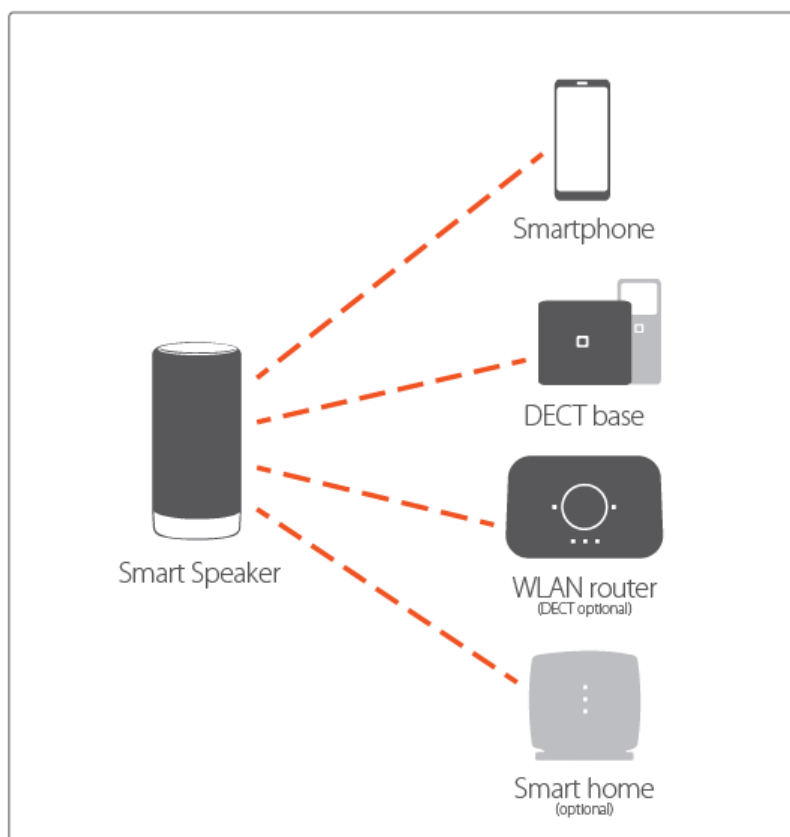 Smartphone
DECT base
Smart Speaker
WLAN router
(DECT optional)
Smart home
(optional)